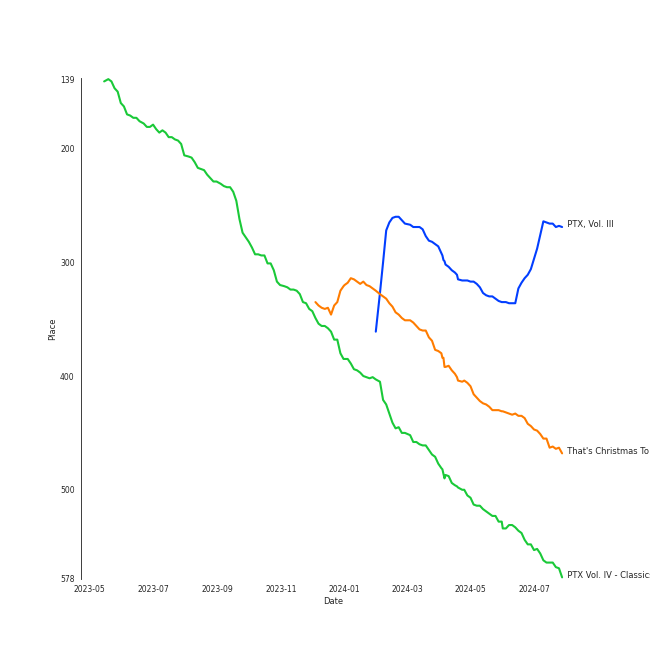 139
200
300
400
500
578
Place
2023-05
2023-07
2023-09
2023-11
2024-01
2024-03
2024-05
2024-07
Date
PTX, Vol. III
That's Christmas To
PTX Vol. IV - Classic